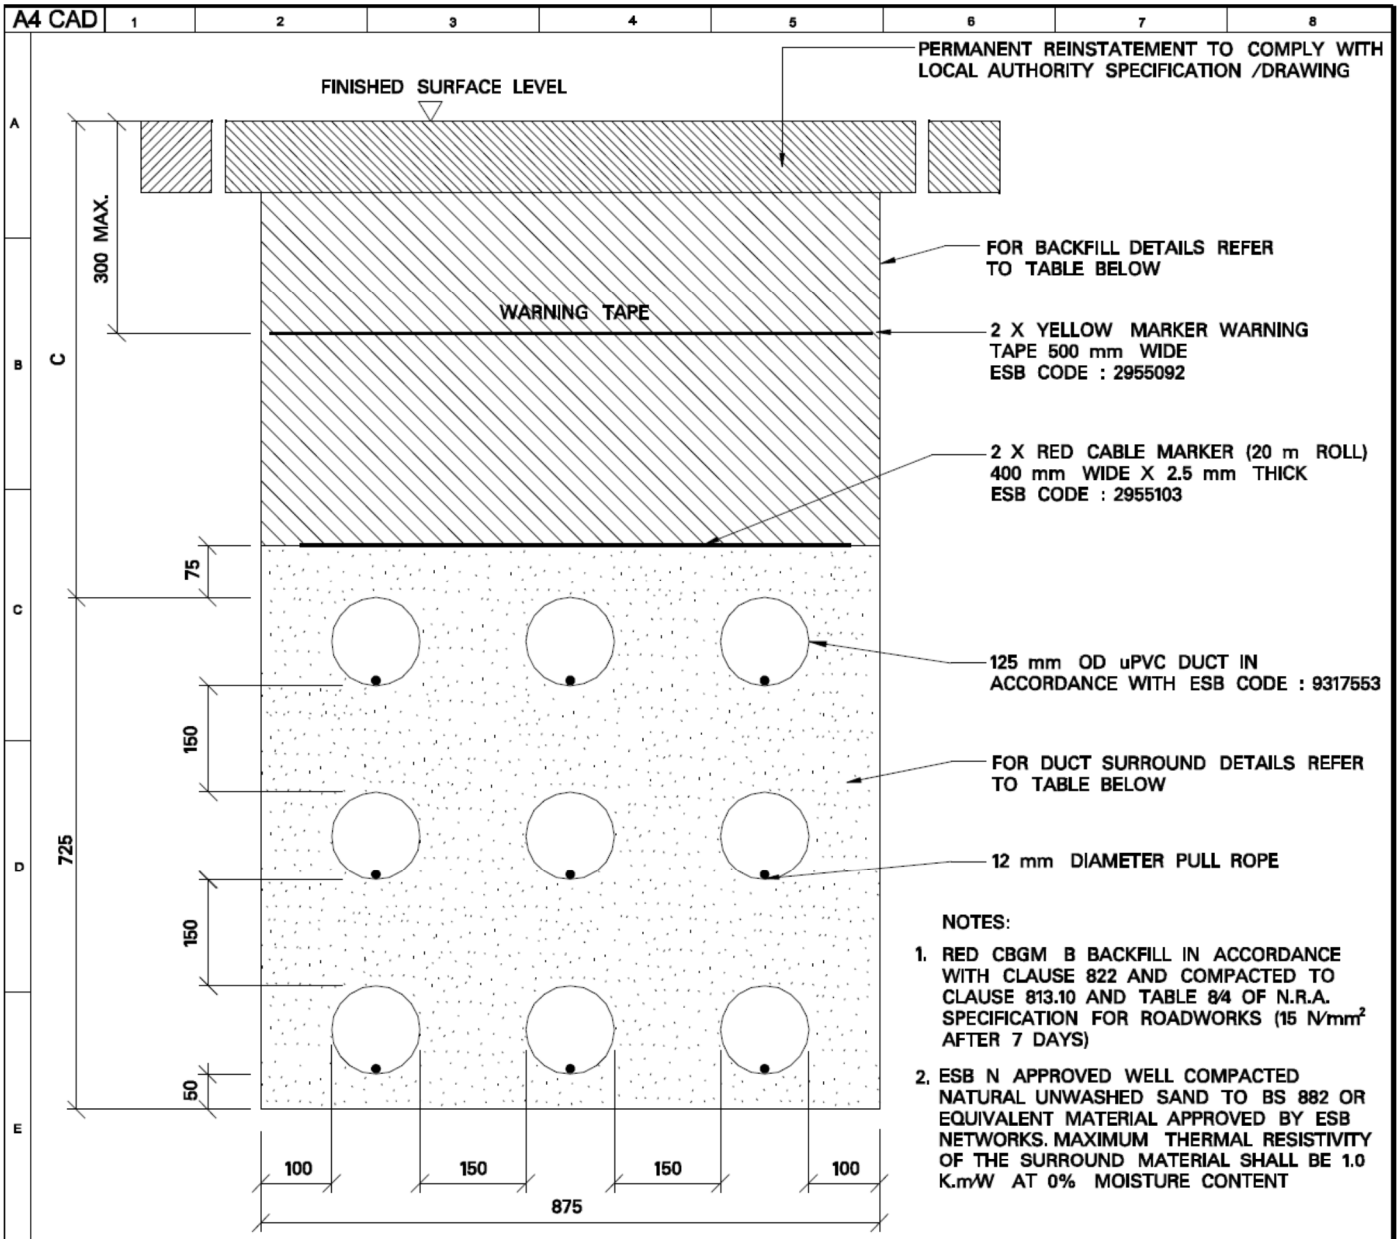 A4 CAD 1 2 3 4 5 6 7 8
PERMANENT REINSTATEMENT TO COMPLY WITH
LOCAL AUTHORITY SPECIFICATION /DRAWING
FINISHED SURFACE LEVEL
A
300 MAX.
FOR BACKFILL DETAILS REFER
TO TABLE BELOW
WARNING TAPE
2 X YELLOW MARKER WARNING
TAPE 500 mm WIDE
ESB CODE : 2955092
B
C
2 X RED CABLE MARKER (20 m ROLL)
400 mm WIDE X 2.5 mm THICK
ESB CODE : 2955103
75
C
125 mm OD uPVC DUCT IN
ACCORDANCE WITH ESB CODE : 9317553
150
FOR DUCT SURROUND DETAILS REFER
TO TABLE BELOW
725
D
12 mm DIAMETER PULL ROPE
150
NOTES:
1. RED CBGM B BACKFILL IN ACCORDANCE
WITH CLAUSE 822 AND COMPACTED TO
CLAUSE 813.10 AND TABLE 8/4 OF N.R.A.
SPECIFICATION FOR ROADWORKS (15 N/mm²
AFTER 7 DAYS)
50
2. ESB N APPROVED WELL COMPACTED
NATURAL UNWASHED SAND TO BS 882 OR
EQUIVALENT MATERIAL APPROVED BY ESB
NETWORKS. MAXIMUM THERMAL RESISTIVITY
OF THE SURROUND MATERIAL SHALL BE 1.0
K.m/W AT 0% MOISTURE CONTENT
E
100 150 150 100
875